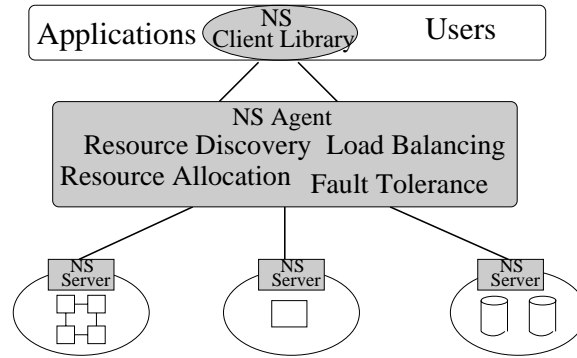 NS
Applications
Client Library
Users
NS Agent
Resource Discovery
Load Balancing
Resource Allocation
Fault Tolerance
NS
Server
NS
Server
NS
Server